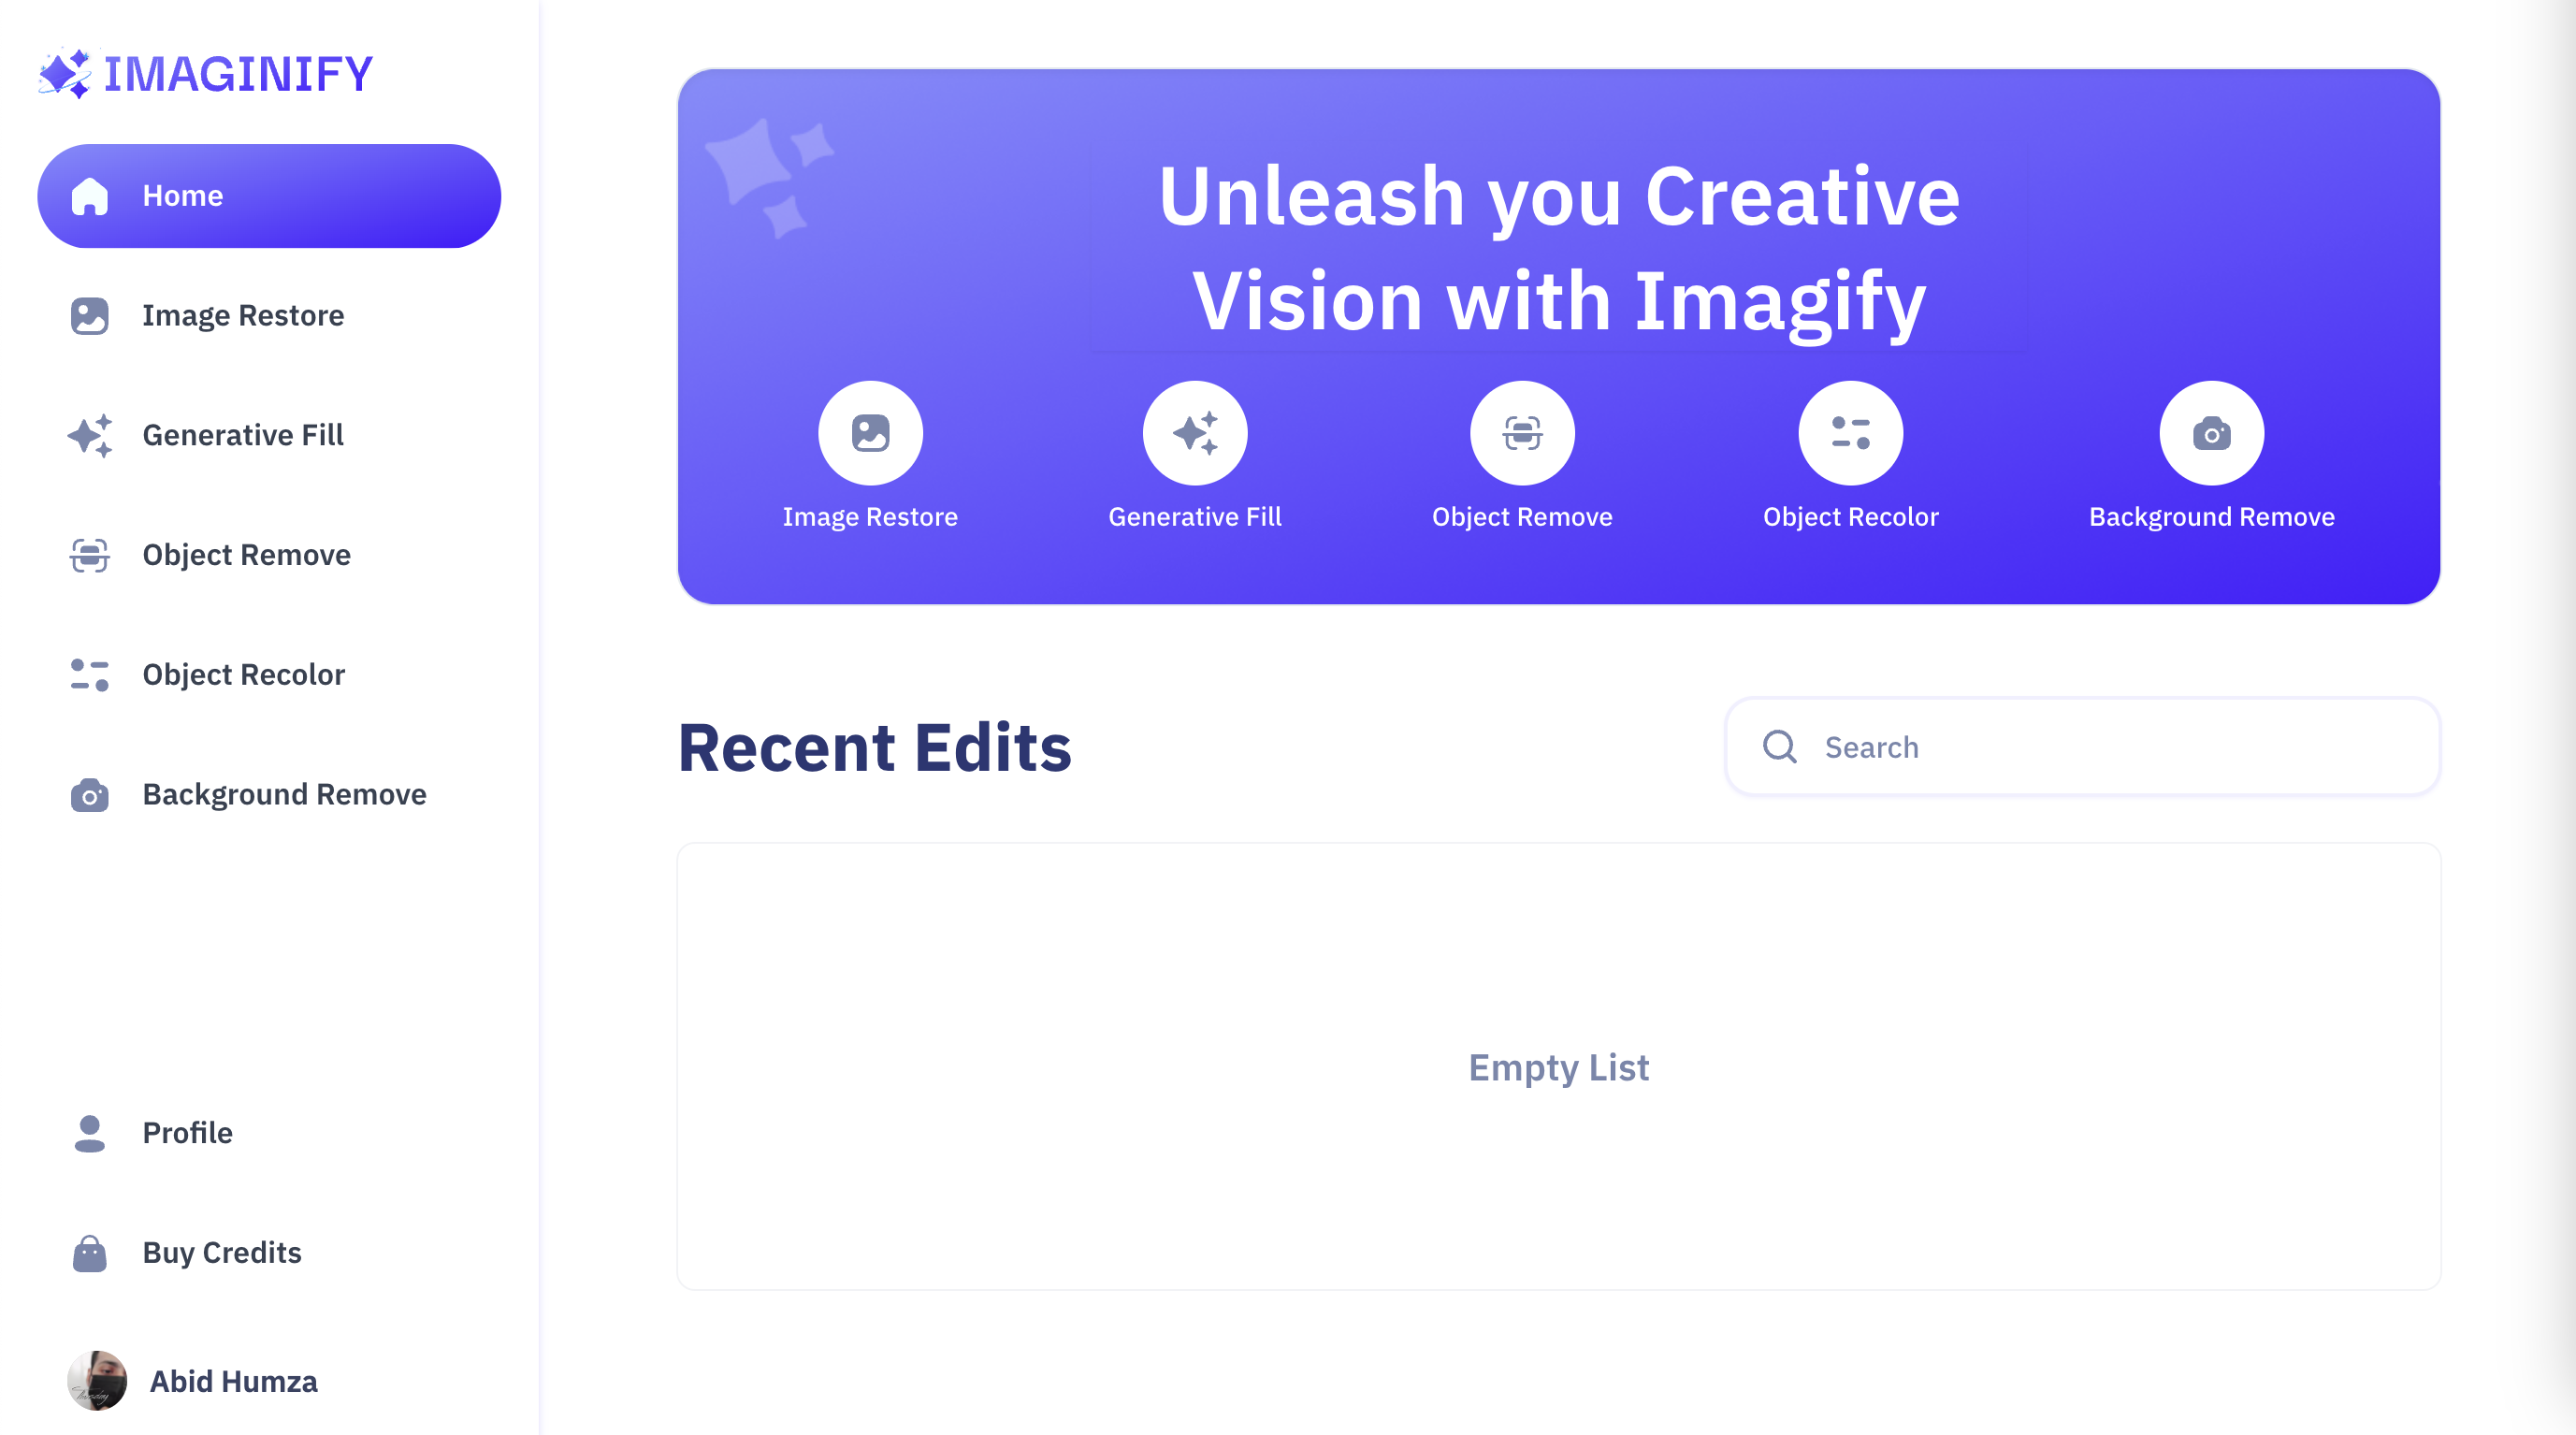 IMAGINIFY
Home
Image Restore
Generative Fill
Object Remove
Object Recolor
Background Remove
Profile
Buy Credits
Abid Humza
Unleash you Creative
Vision with Imagify
Image Restore
Generative Fill
Object Remove
Object Recolor
Background Remove
Recent Edits
Search
Empty List